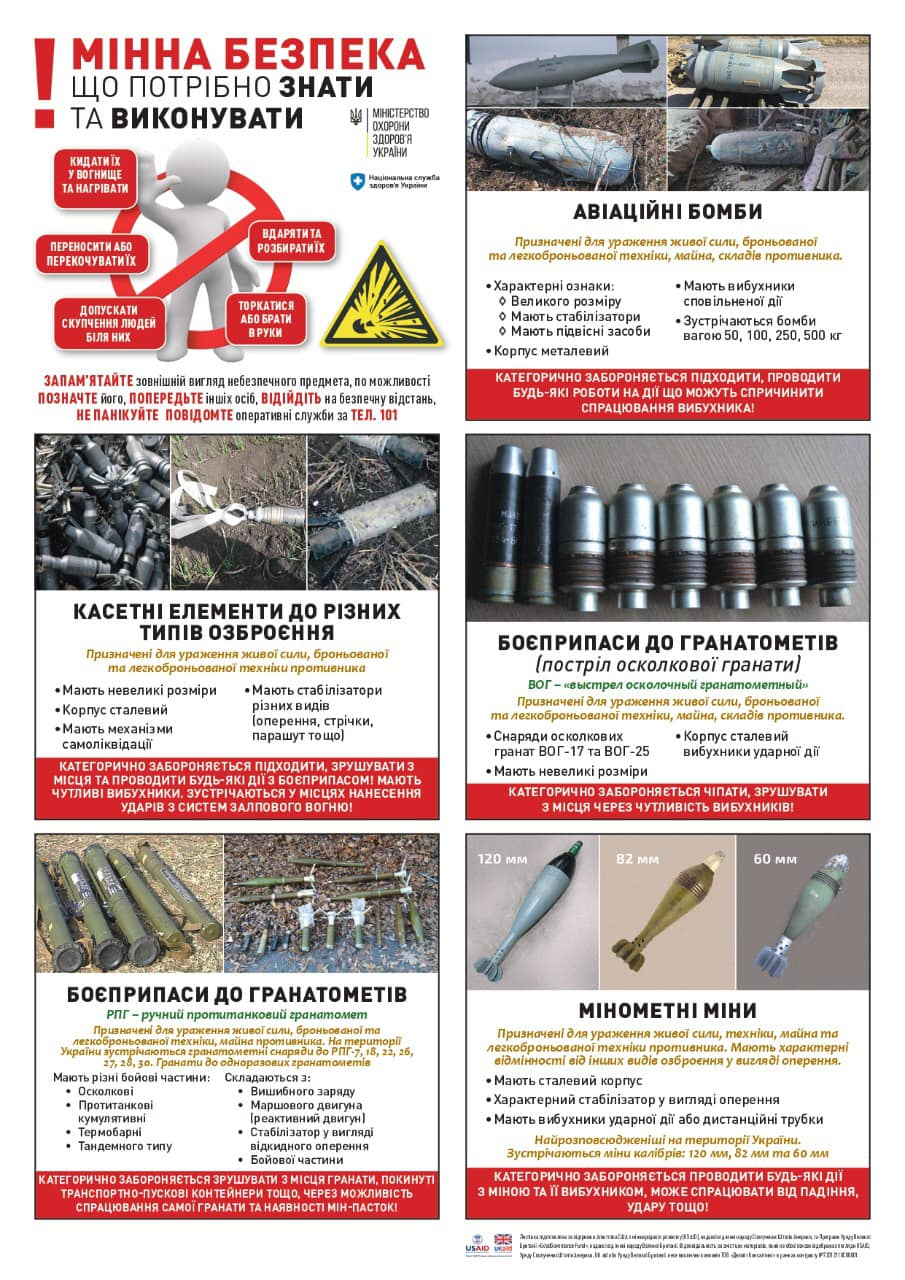 ! МІННА БЕЗПЕКА
ЩО ПОТРІБНО ЗНАТИ
ТА ВИКОНУВАТИ
МІНІСТЕРСТВО
ОХОРОНИ
ЗДОРОВ'Я
УКРАЇНИ
Національна служба
здоров'я України
КИДАТИ ЇХ
У ВОГНИЩЕ
ТА НАГРІВАТИ
ПЕРЕНОСИТИ АБО
ПЕРЕКОЧУВАТИ ЇХ
ВДАРЯТИ ТА
РОЗБИРАТИ ЇХ
ДОПУСКАТИ
СКУПЧЕННЯ ЛЮДЕЙ
БІЛЯ НИХ
ТОРКАТИСЯ
АБО БРАТИ
В РУКИ
ЗАПАМ'ЯТАЙТЕ зовнішній вигляд небезпечного предмета, по можливості
ПОЗНАЧТЕ його, ПОПЕРЕДЬТЕ інших осіб, ВІДІЙДІТЬ на безпечну відстань,
НЕ ПАНІКУЙТЕ ПОВІДОМТЕ оперативні служби за ТЕЛ. 101
АВІАЦІЙНІ БОМБИ
Призначені для ураження живої сили, броньованої
та легкоброньованої техніки, майна, складів противника.
• Характерні ознаки:
◊ Великого розміру
◊ Мають стабілізатори
◊ Мають підвісні засоби
• Корпус металевий
• Мають вибухники
сповільненої дії
• Зустрічаються бомби
вагою 50, 100, 250, 500 кг
КАТЕГОРИЧНО ЗАБОРОНЯЄТЬСЯ ПІДХОДИТИ, ПРОВОДИТИ
БУДЬ-ЯКІ РОБОТИ НА ДІЇ ЩО МОЖУТЬ СПРИЧИНИТИ
СПРАЦЮВАННЯ ВИБУХНИКА!
КАСЕТНІ ЕЛЕМЕНТИ ДО РІЗНИХ
ТИПІВ ОЗБРОЄННЯ
Призначені для ураження живої сили, броньованої
та легкоброньованої техніки противника
• Мають невеликі розміри
• Корпус сталевий
• Мають механізми
самоліквідації
• Мають стабілізатори
різних видів
(оперення, стрічки,
парашут тощо)
КАТЕГОРИЧНО ЗАБОРОНЯЄТЬСЯ ПІДХОДИТИ, ЗРУШУВАТИ З
МІСЦЯ ТА ПРОВОДИТИ БУДЬ-ЯКІ ДІЇ З БОЄПРИПАСОМ! МАЮТЬ
ЧУТЛИВІ ВИБУХНИКИ. ЗУСТРІЧАЮТЬСЯ У МІСЦЯХ НАНЕСЕННЯ
УДАРІВ З СИСТЕМ ЗАЛПОВОГО ВОГНЮ!
БОЄПРИПАСИ ДО ГРАНАТОМЕТІВ
(постріл осколкової гранати)
ВОГ – «выстрел осколочный гранатометный»
Призначені для ураження живої сили, броньованої
та легкоброньованої техніки, майна, складів противника.
• Снаряди осколкових
гранат ВОГ-17 та ВОГ-25
• Мають невеликі розміри
• Корпус сталевий
вибухники ударної дії
КАТЕГОРИЧНО ЗАБОРОНЯЄТЬСЯ ЧІПАТИ, ЗРУШУВАТИ
З МІСЦЯ ЧЕРЕЗ ЧУТЛИВІСТЬ ВИБУХНИКІВ!
БОЄПРИПАСИ ДО ГРАНАТОМЕТІВ
РПГ – ручний протитанковий гранатомет
Призначені для ураження живої сили, броньованої та
легкоброньованої техніки, майна противника. На території
України зустрічаються гранатометні снаряди до РПГ-7, 18, 22, 26,
27, 28, 30. Гранати до одноразових гранатометів
Мають різні бойові частини:
• Осколкові
• Протитанкові
кумулятивні
• Термобарні
• Тандемного типу
Складаються з:
• Вишибного заряду
• Маршового двигуна
(реактивний двигун)
• Стабілізатор у вигляді
відкидного оперення
• Бойової частини
КАТЕГОРИЧНО ЗАБОРОНЯЄТЬСЯ ЗРУШУВАТИ З МІСЦЯ ГРАНАТИ, ПОКИНУТІ
ТРАНСПОРТНО-ПУСКОВІ КОНТЕЙНЕРИ ТОЩО, ЧЕРЕЗ МОЖЛИВІСТЬ
СПРАЦЮВАННЯ САМОЇ ГРАНАТИ ТА НАЯВНОСТІ МІН-ПАСТОК!
120 мм
82 мм
60 мм
МІНОМЕТНІ МІНИ
Призначені для ураження живої сили, техніки, майна та
легкоброньованої техніки противника. Мають характерні
відмінності від інших видів озброєння у вигляді оперення.
• Мають сталевий корпус
• Характерний стабілізатор у вигляді оперення
• Мають вибухники ударної дії або дистанційні трубки
Найрозповсюдженіші на території України.
Зустрічаються міни калібрів: 120 мм, 82 мм та 60 мм
КАТЕГОРИЧНО ЗАБОРОНЯЄТЬСЯ ПРОВОДИТИ БУДЬ-ЯКІ ДІЇ
З МІНОЮ ТА ЇЇ ВИБУХНИКОМ, МОЖЕ СПРАЦЮВАТИ ВІД ПАДІННЯ,
УДАРУ ТОЩО!
USAID
ukaid